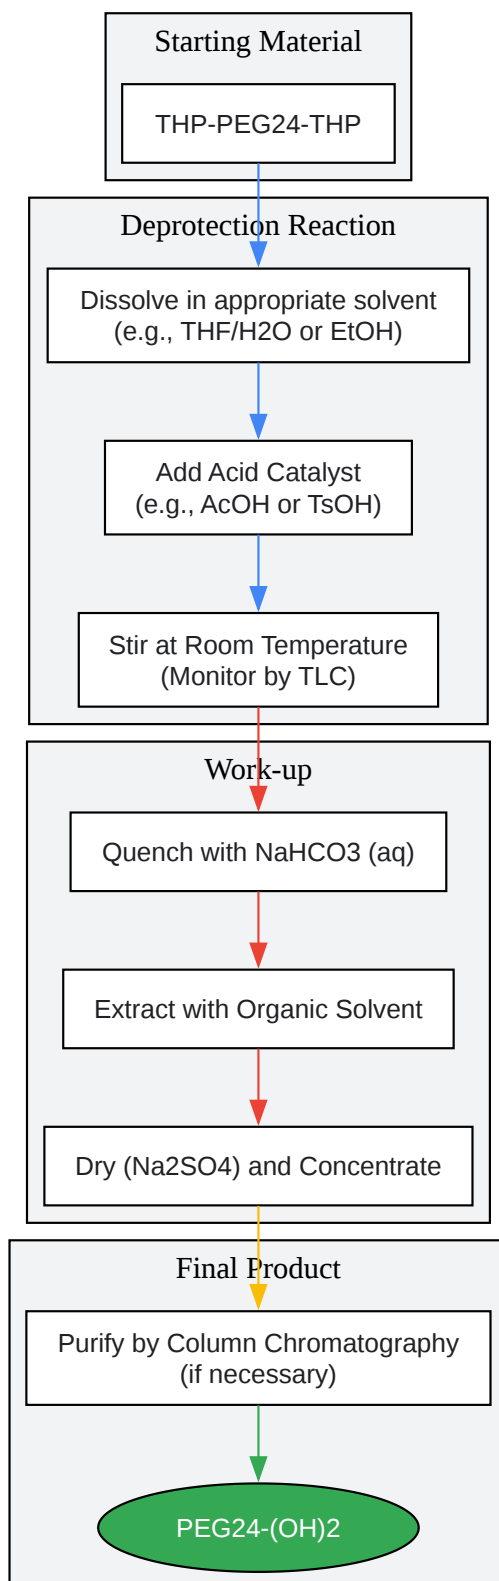 Starting Material
THP-PEG24-THP
Deprotection Reaction
Dissolve in appropriate solvent
(e.g., THF/H2O or EtOH)
Add Acid Catalyst
(e.g., AcOH or TsOH)
Stir at Room Temperature
(Monitor by TLC)
Work-up
Quench with NaHCO3 (aq)
Extract with Organic Solvent
Dry (Na2SO4) and Concentrate
Final Product
Purify by Column Chromatography
(if necessary)
PEG24-(OH)2